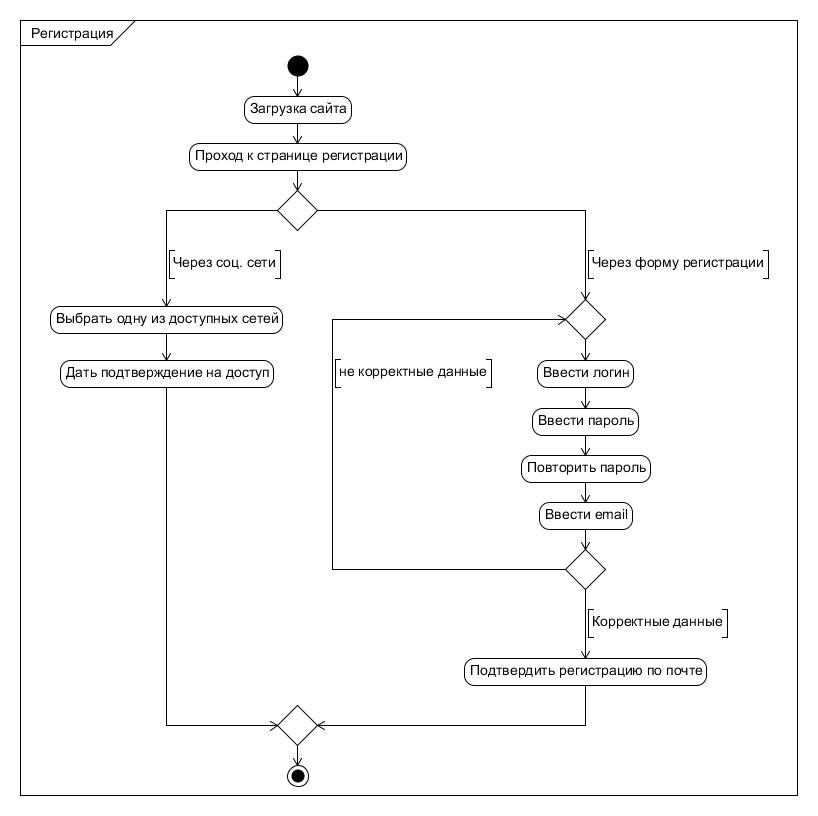 Регистрация
Загрузка сайта
Проход к странице регистрации
Через соц. сети
Через форму регистрации
Выбрать одну из доступных сетей
Дать подтверждение на доступ
не корректные данные
Ввести логин
Ввести пароль
Повторить пароль
Ввести email
Корректные данные
Подтвердить регистрацию по почте